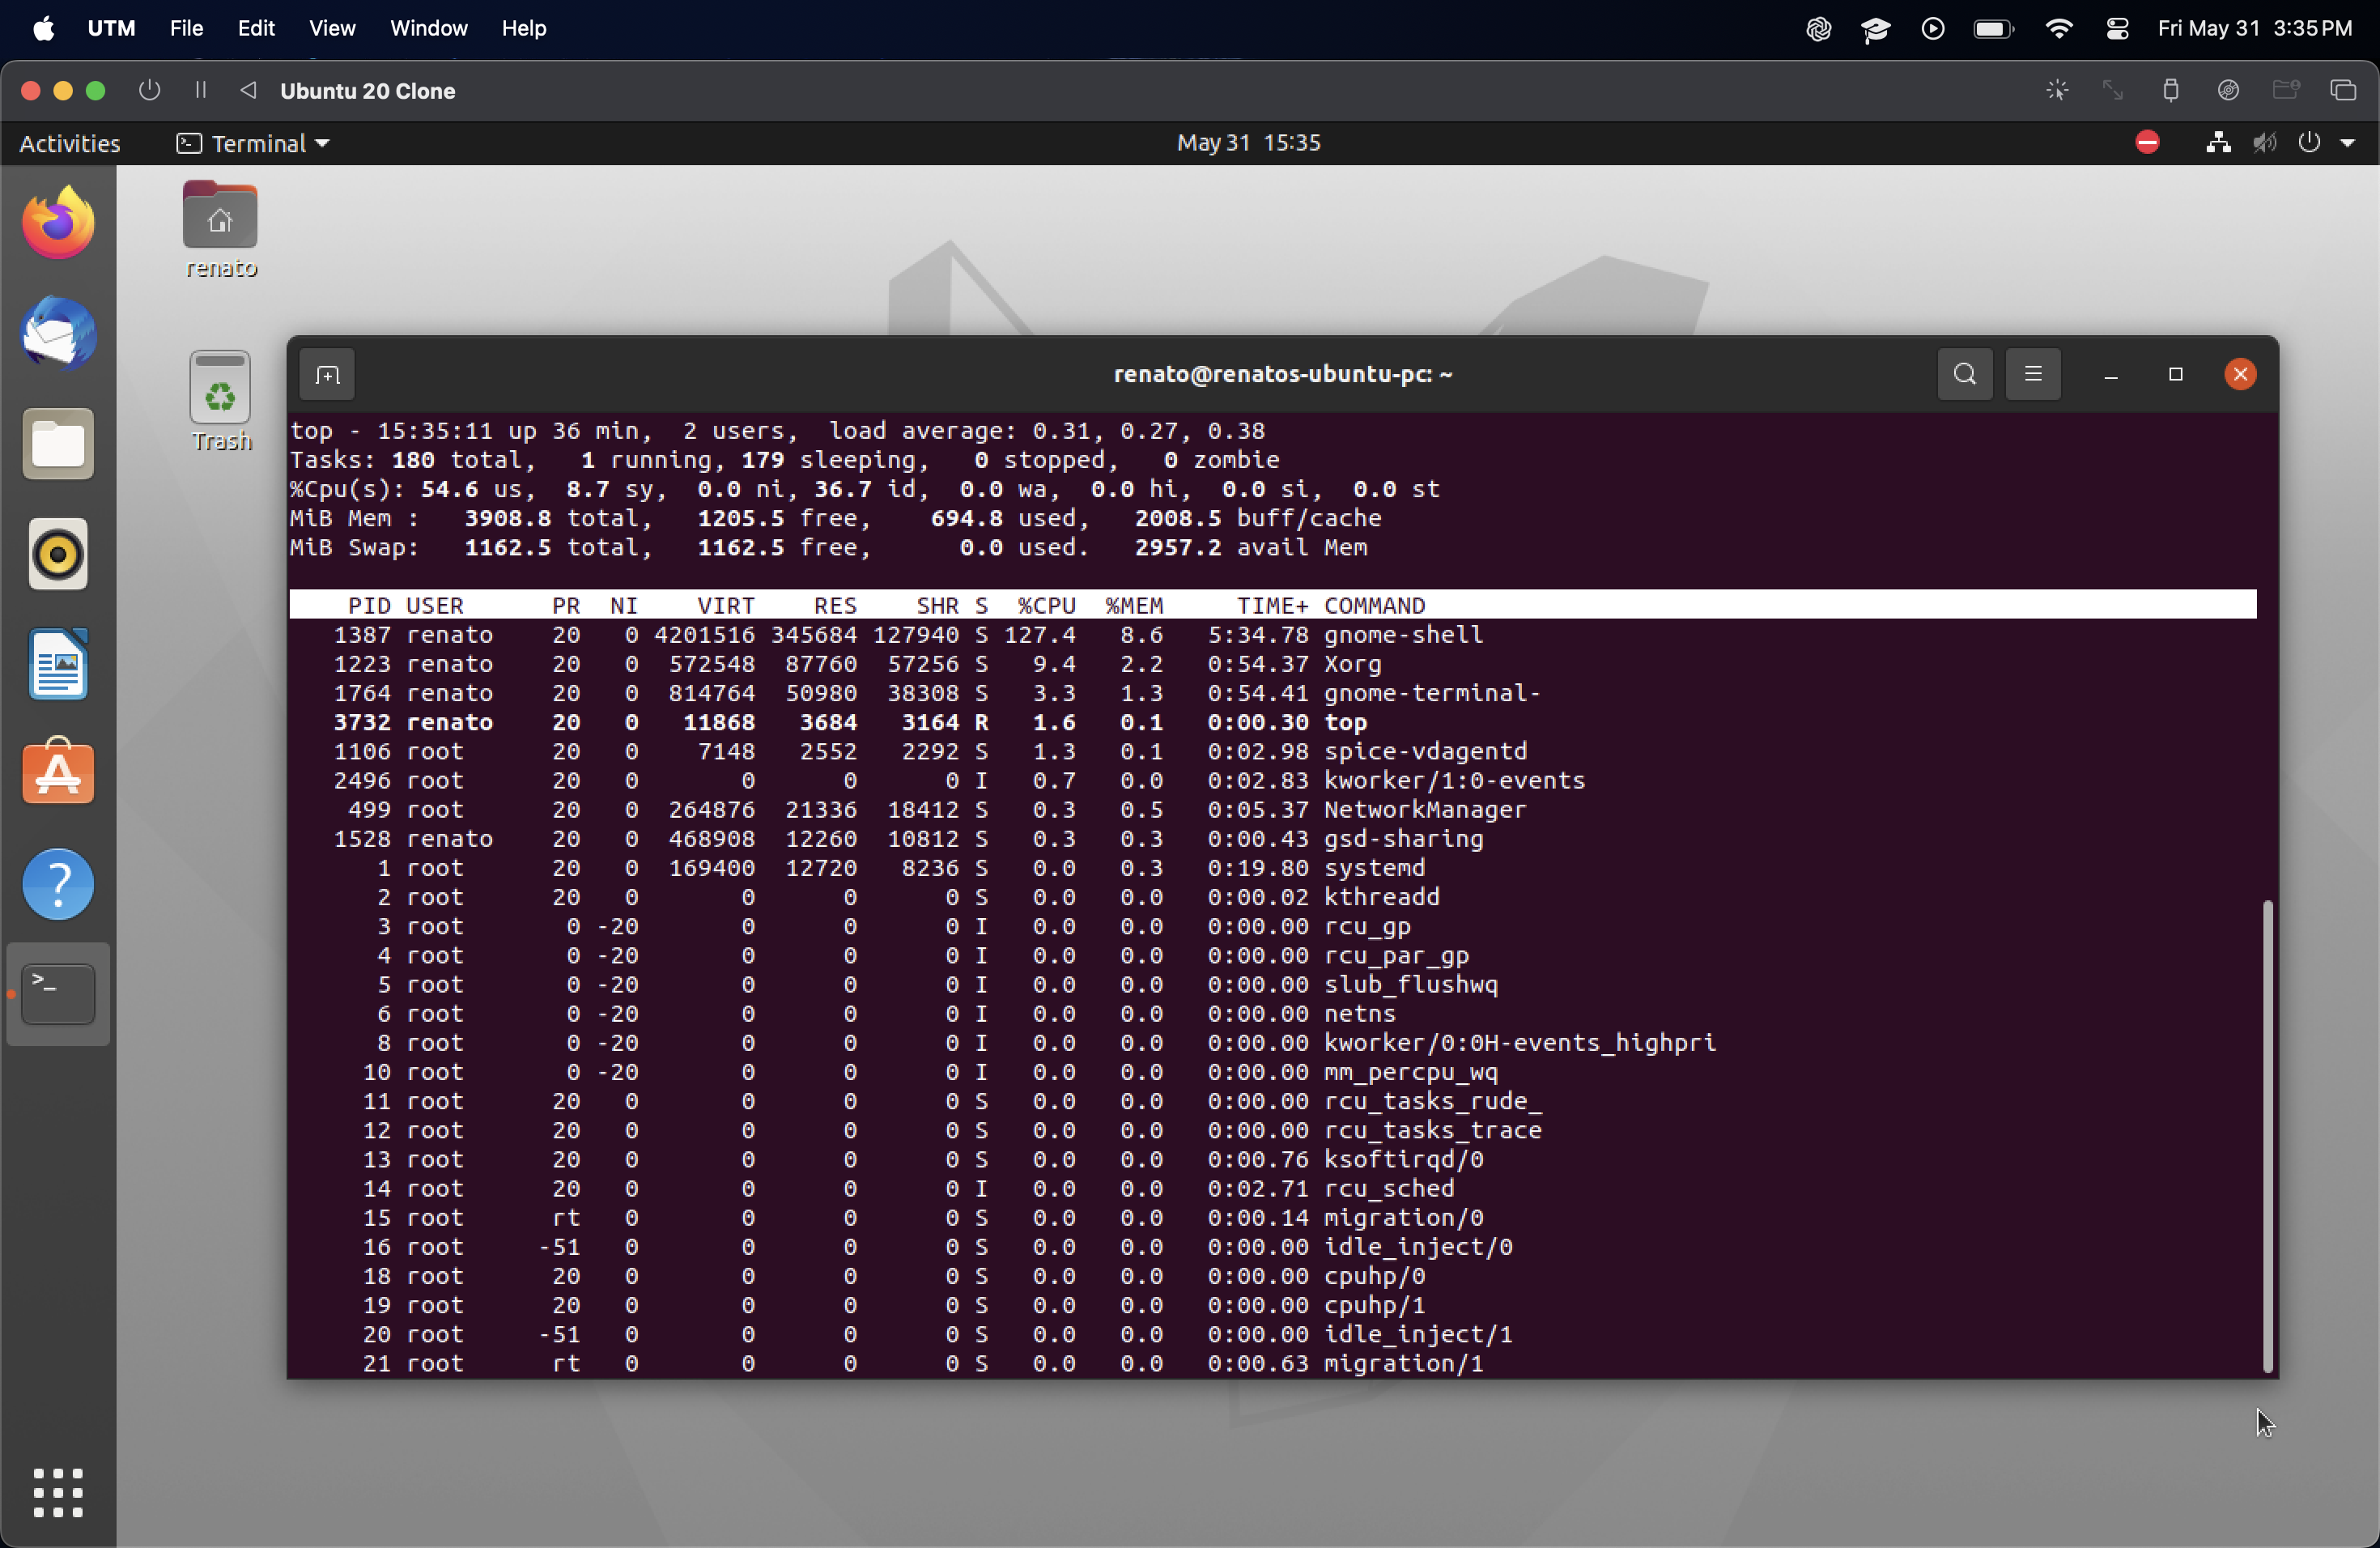 UTM File Edit View Window Help Fri May 31 3:35 PM
Ubuntu 20 Clone
Activities Terminal May 31 15:35
renato
Trash
renato@renatos-ubuntu-pc: ~
top - 15:35:11 up 36 min,  2 users,  load average: 0.31, 0.27, 0.38
Tasks: 180 total,   1 running, 179 sleeping,   0 stopped,   0 zombie
%Cpu(s): 54.6 us,  8.7 sy,  0.0 ni, 36.7 id,  0.0 wa,  0.0 hi,  0.0 si,  0.0 st
MiB Mem :   3908.8 total,   1205.5 free,    694.8 used,   2008.5 buff/cache
MiB Swap:   1162.5 total,   1162.5 free,      0.0 used.   2957.2 avail Mem
PID USER PR NI VIRT RES SHR S %CPU %MEM TIME+ COMMAND
1387 renato 20 0 4201516 345684 127940 S 127.4 8.6 5:34.78 gnome-shell
1223 renato 20 0 572548 87760 57256 S 9.4 2.2 0:54.37 Xorg
1764 renato 20 0 814764 50980 38308 S 3.3 1.3 0:54.41 gnome-terminal-
3732 renato 20 0 11868 3684 3164 R 1.6 0.1 0:00.30 top
1106 root 20 0 7148 2552 2292 S 1.3 0.1 0:02.98 spice-vdagentd
2496 root 20 0 0 0 0 I 0.7 0.0 0:02.83 kworker/1:0-events
499 root 20 0 264876 21336 18412 S 0.3 0.5 0:05.37 NetworkManager
1528 renato 20 0 468908 12260 10812 S 0.3 0.3 0:00.43 gsd-sharing
1 root 20 0 169400 12720 8236 S 0.0 0.3 0:19.80 systemd
2 root 20 0 0 0 0 S 0.0 0.0 0:00.02 kthreadd
3 root 0 -20 0 0 0 I 0.0 0.0 0:00.00 rcu_gp
4 root 0 -20 0 0 0 I 0.0 0.0 0:00.00 rcu_par_gp
5 root 0 -20 0 0 0 I 0.0 0.0 0:00.00 slub_flushwq
6 root 0 -20 0 0 0 I 0.0 0.0 0:00.00 netns
8 root 0 -20 0 0 0 I 0.0 0.0 0:00.00 kworker/0:0H-events_highpri
10 root 0 -20 0 0 0 I 0.0 0.0 0:00.00 mm_percpu_wq
11 root 20 0 0 0 0 S 0.0 0.0 0:00.00 rcu_tasks_rude_
12 root 20 0 0 0 0 S 0.0 0.0 0:00.00 rcu_tasks_trace
13 root 20 0 0 0 0 S 0.0 0.0 0:00.76 ksoftirqd/0
14 root 20 0 0 0 0 I 0.0 0.0 0:02.71 rcu_sched
15 root rt 0 0 0 0 S 0.0 0.0 0:00.14 migration/0
16 root -51 0 0 0 0 S 0.0 0.0 0:00.00 idle_inject/0
18 root 20 0 0 0 0 S 0.0 0.0 0:00.00 cpuhp/0
19 root 20 0 0 0 0 S 0.0 0.0 0:00.00 cpuhp/1
20 root -51 0 0 0 0 S 0.0 0.0 0:00.00 idle_inject/1
21 root rt 0 0 0 0 S 0.0 0.0 0:00.63 migration/1